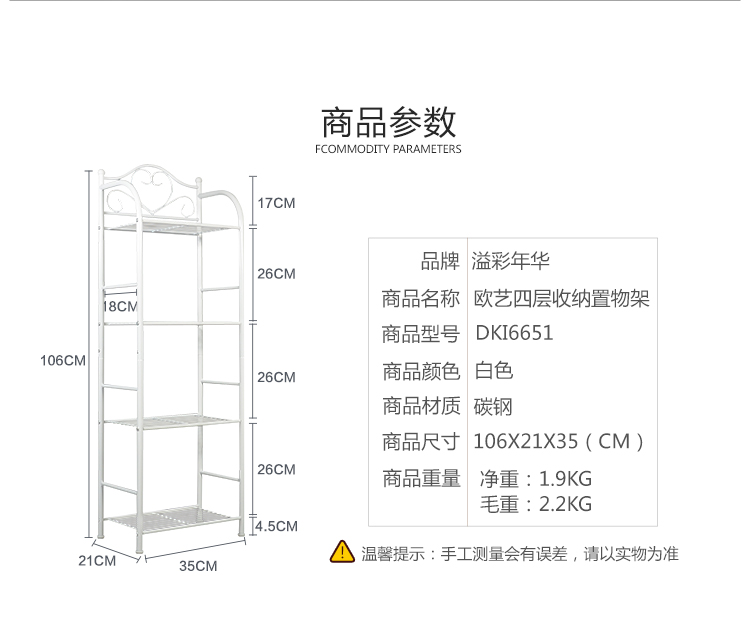 商品参数
FCOMMODITY PARAMETERS
17CM
26CM
18CM
106CM
26CM
26CM
4.5CM
21CM
35CM
品牌 溢彩年华
商品名称 欧艺四层收纳置物架
商品型号 DKI6651
商品颜色 白色
商品材质 碳钢
商品尺寸 106X21X35（CM）
商品重量 净重：1.9KG
毛重：2.2KG
温馨提示：手工测量会有误差，请以实物为准